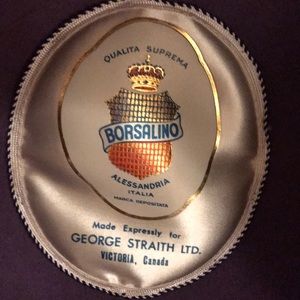 QUALITA SUPREMA
BORSALINO
ALESSANDRIA
ITALIA
MARCA DEPOSITATA
Made Expressly for
GEORGE STRAITH LTD.
VICTORIA, Canada